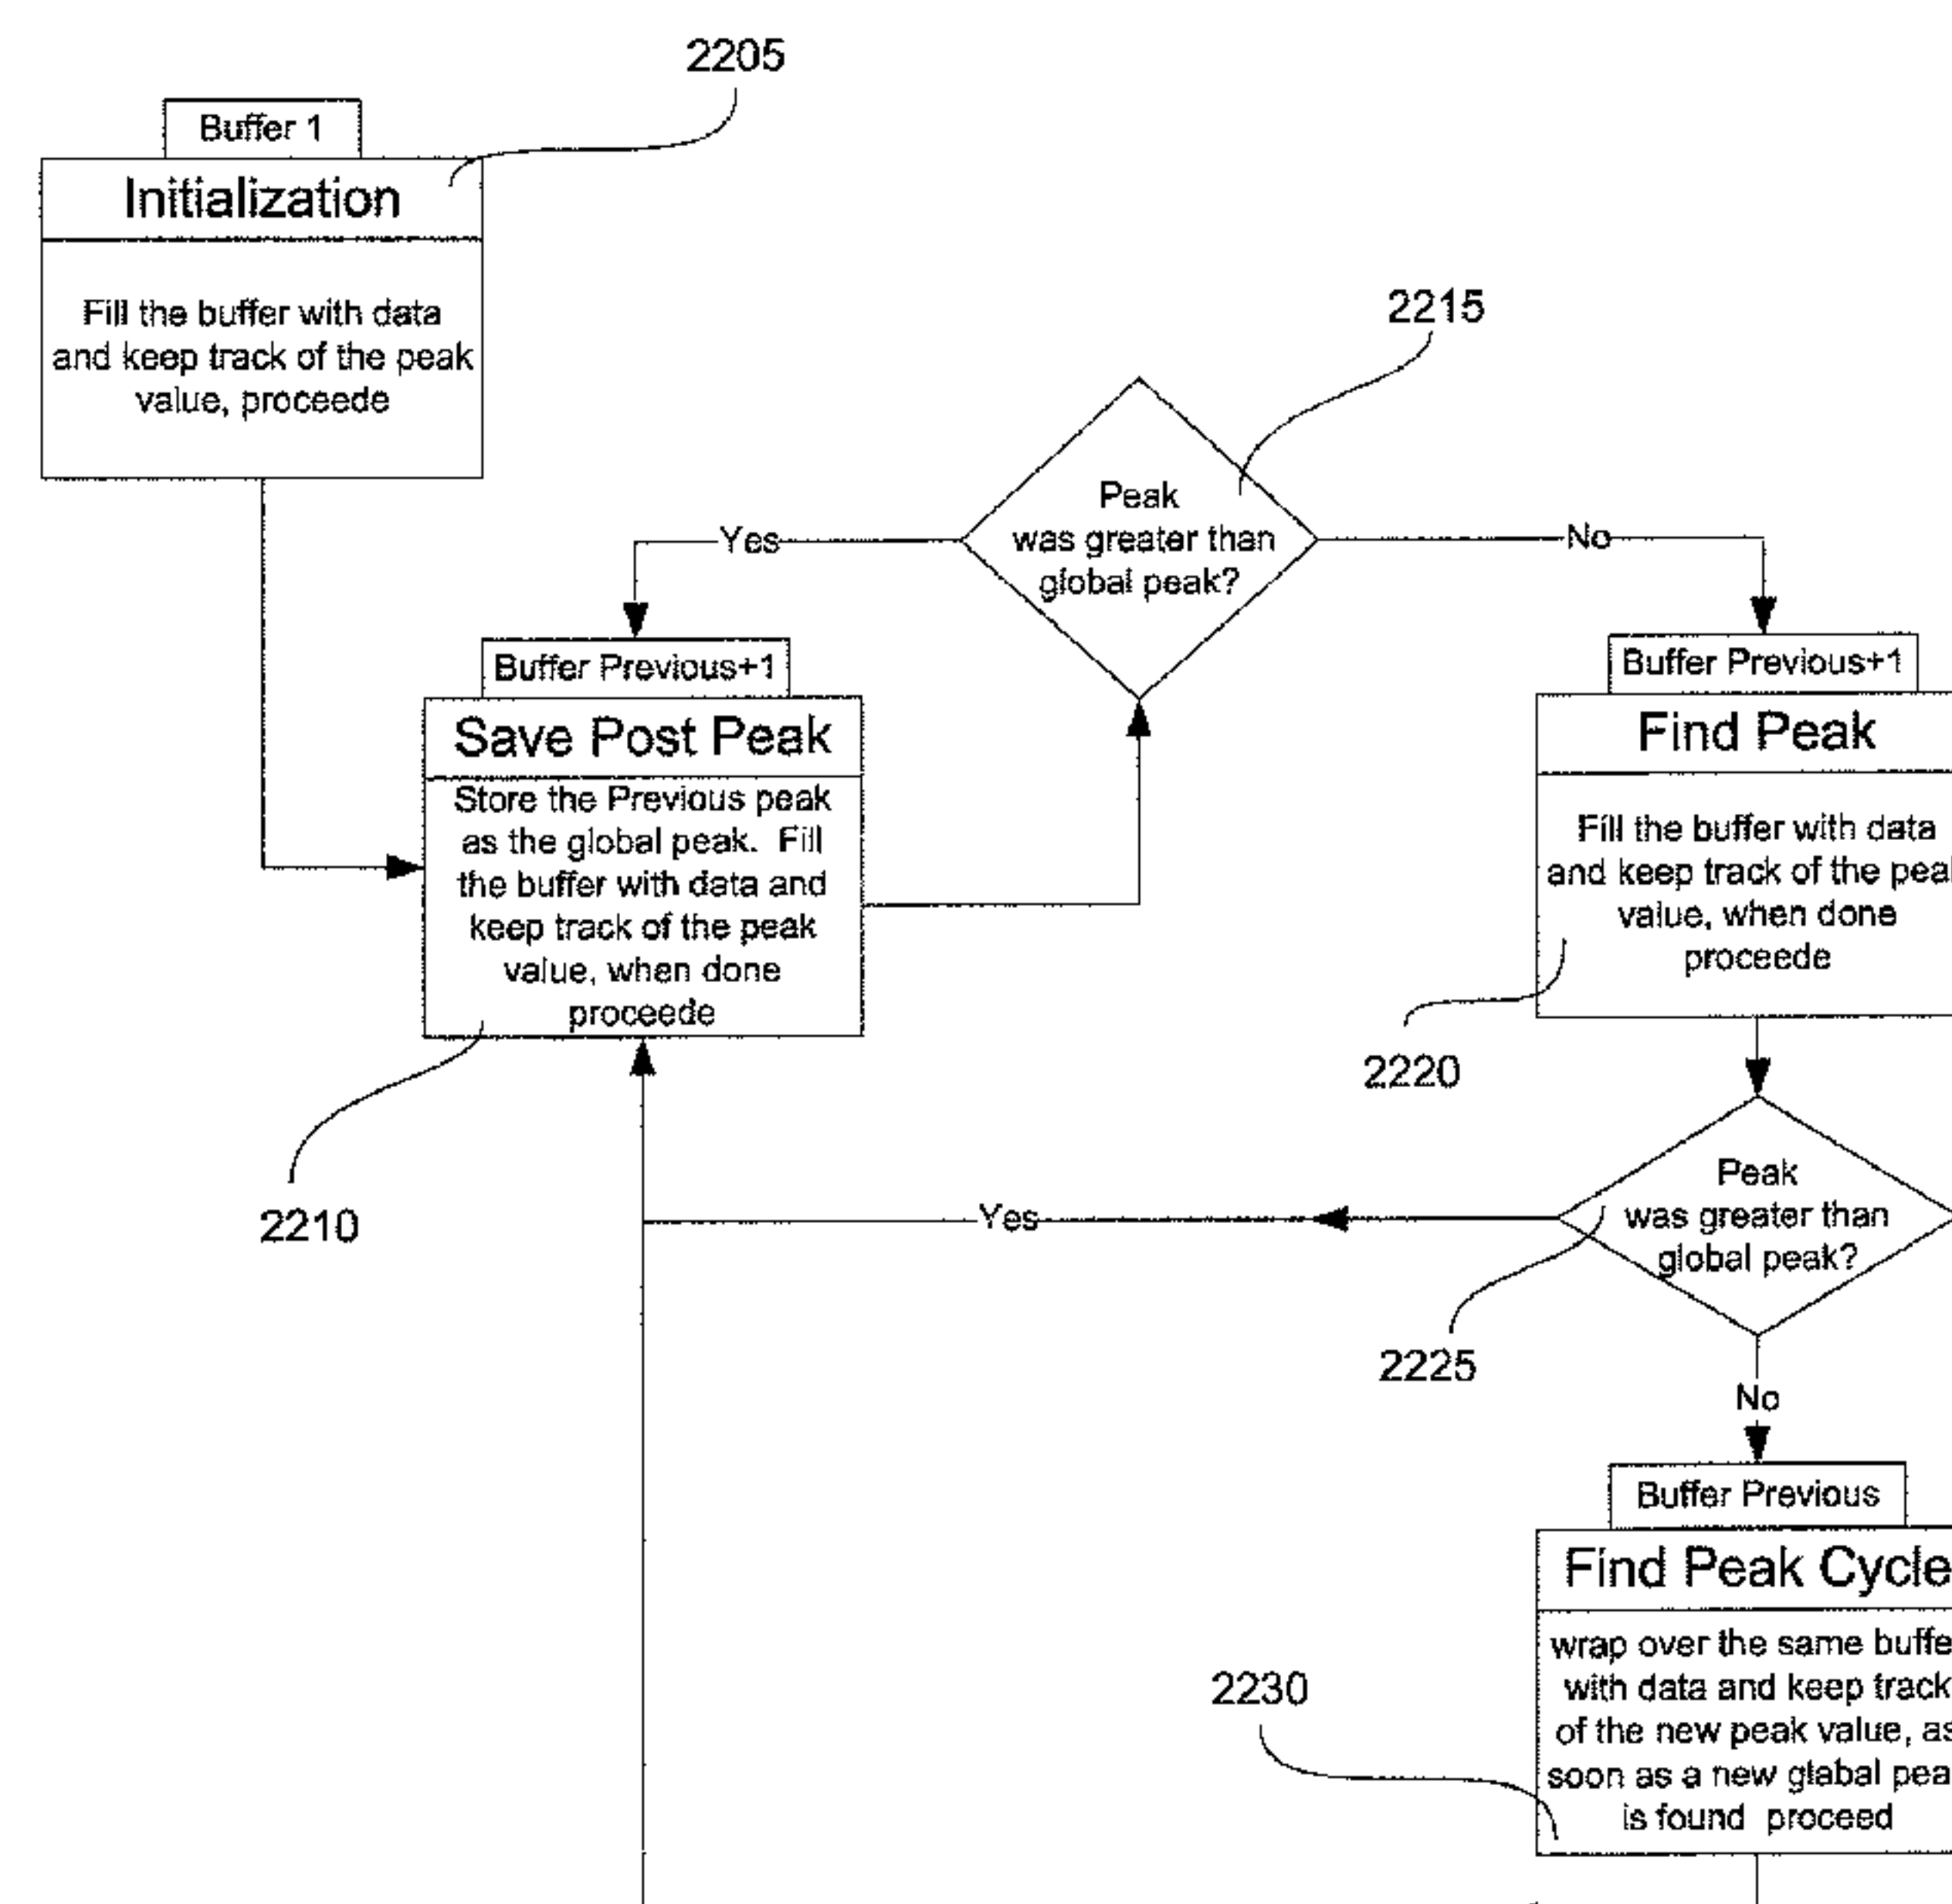 2205
Buffer 1
Initialization
Fill the buffer with data
and keep track of the peak
value, proceede
2215
Peak
was greater than
global peak?
Yes
No
Buffer Previous+1
Save Post Peak
Store the Previous peak
as the global peak. Fill
the buffer with data and
keep track of the peak
value, when done
proceede
2210
Buffer Previous+1
Find Peak
Fill the buffer with data
and keep track of the peak
value, when done
proceede
2220
Peak
was greater than
global peak?
Yes
2225
No
Buffer Previous
Find Peak Cycle
wrap over the same buffe
with data and keep track
of the new peak value, as
soon as a new glabal pea
is found proceed
2230